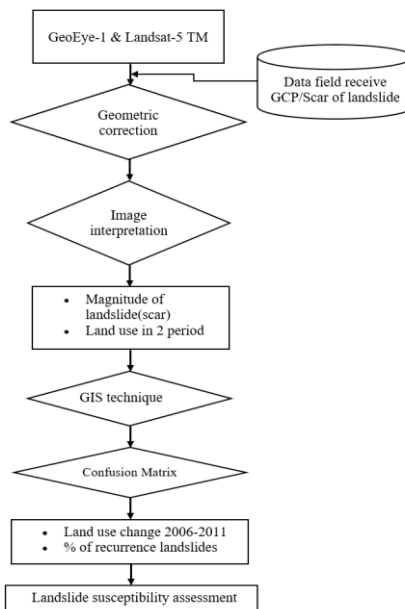 GeoEye-1 & Landsat-5 TM
Data field receive
GCP/Scar of landslide
Geometric
correction
Image
interpretation
• Magnitude of
landslide(scar)
• Land use in 2 period
GIS technique
Confusion Matrix
• Land use change 2006-2011
• % of recurrence landslides
Landslide susceptibility assessment